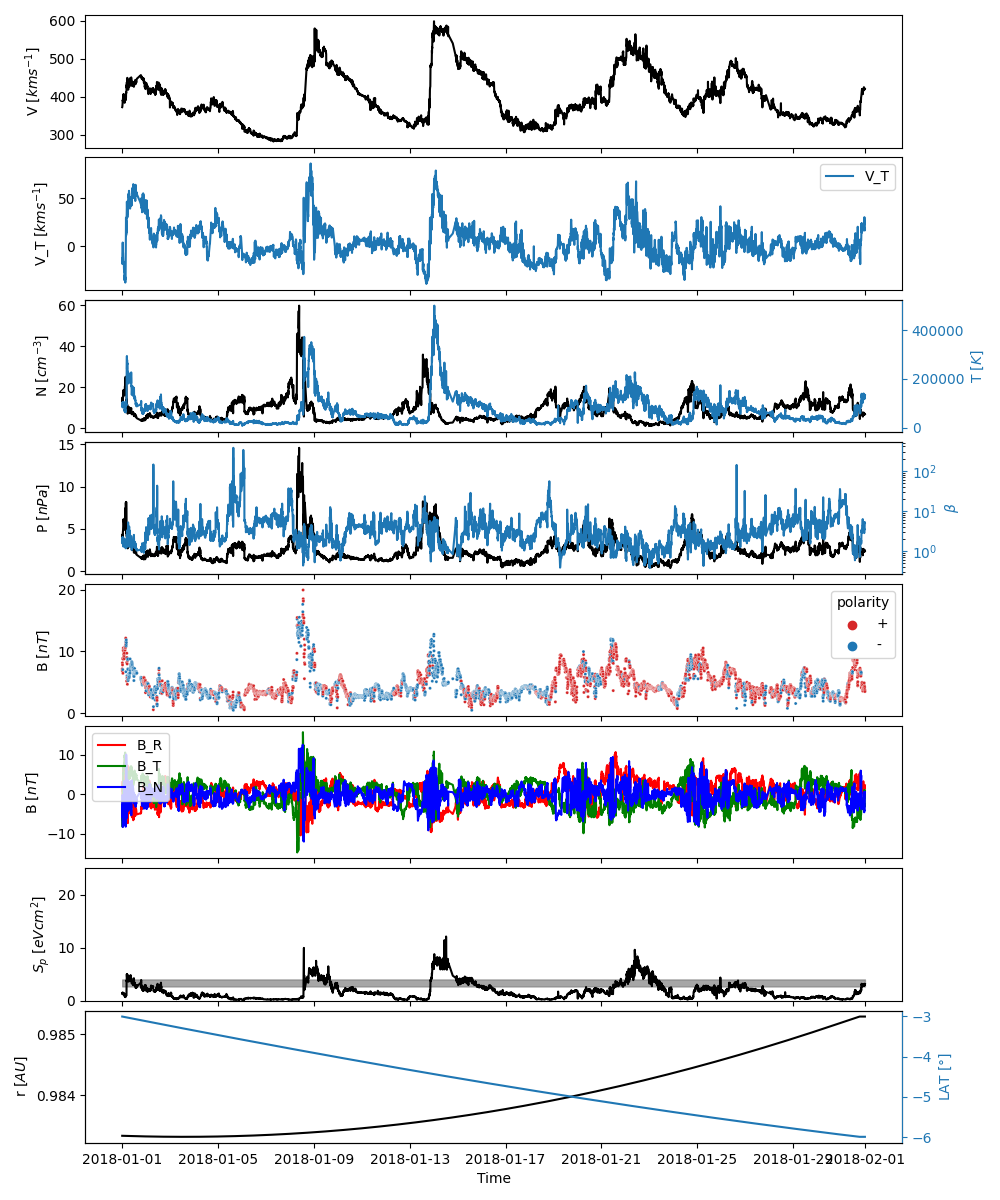 600
500
400
300
V [kms⁻¹]
50
0
V_T [kms⁻¹]
V_T
60
40
20
0
N [cm⁻³]
400000
200000
0
T [K]
15
10
5
0
P [nPa]
10²
10¹
10⁰
β
20
10
0
B [nT]
polarity
+
-
10
0
−10
B [nT]
B_R
B_T
B_N
20
10
0
Sₚ [eVcm²]
0.985
0.984
r [AU]
−3
−4
−5
−6
LAT [°]
2018-01-01 2018-01-05 2018-01-09 2018-01-13 2018-01-17 2018-01-21 2018-01-25 2018-01-29 2018-02-01
Time